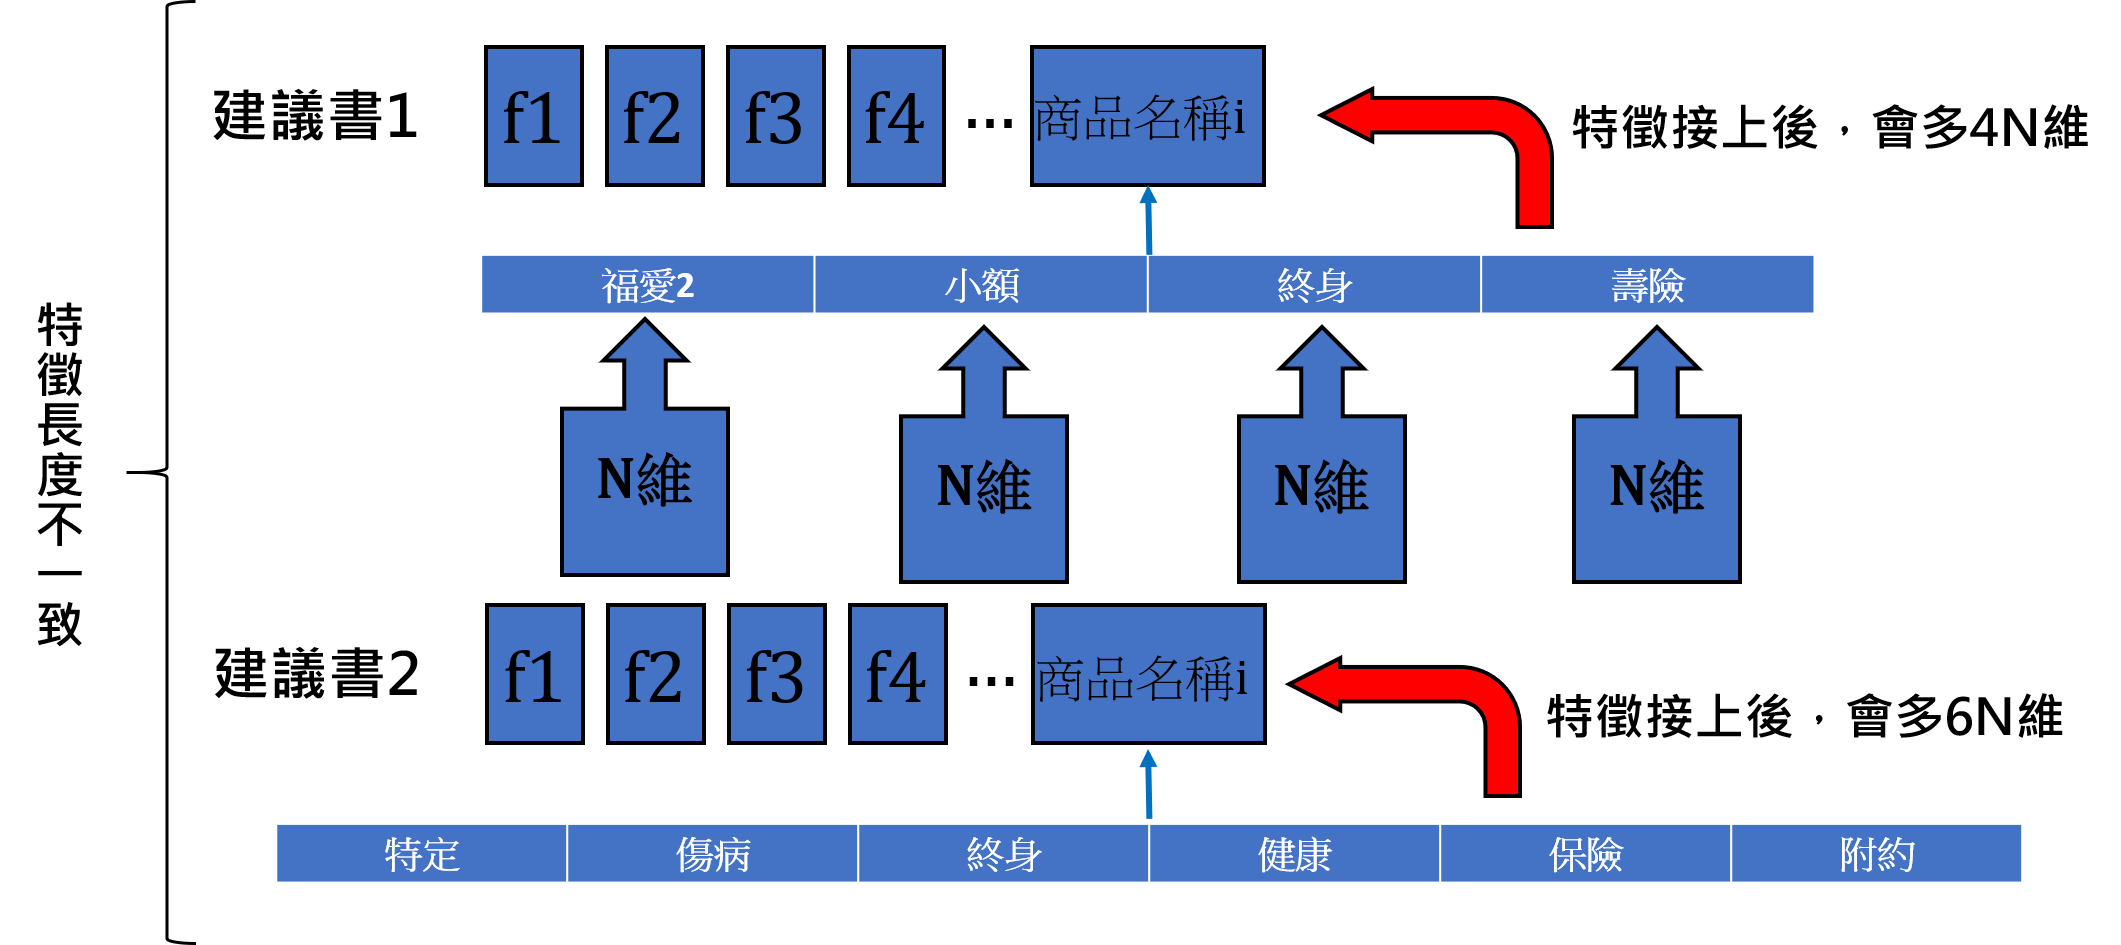 特徵長度不一致
建議書1
f1 f2 f3 f4 ... 商品名稱i
特徵接上後，會多4N維
福愛2 小額 終身 壽險
N維 N維 N維 N維
建議書2
f1 f2 f3 f4 ... 商品名稱i
特徵接上後，會多6N維
特定 傷病 終身 健康 保險 附約